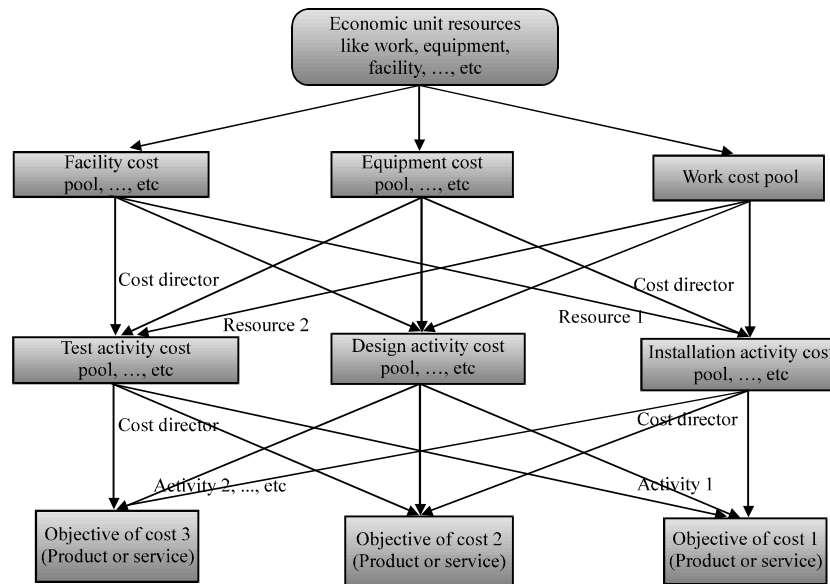 Economic unit resources
like work, equipment,
facility, …, etc
Facility cost
pool, …, etc
Equipment cost
pool, …, etc
Work cost pool
Cost director
Cost director
Resource 2
Resource 1
Test activity cost
pool, …, etc
Design activity cost
pool, …, etc
Installation activity cost
pool, …, etc
Cost director
Cost director
Activity 2, ..., etc
Activity 1
Objective of cost 3
(Product or service)
Objective of cost 2
(Product or service)
Objective of cost 1
(Product or service)